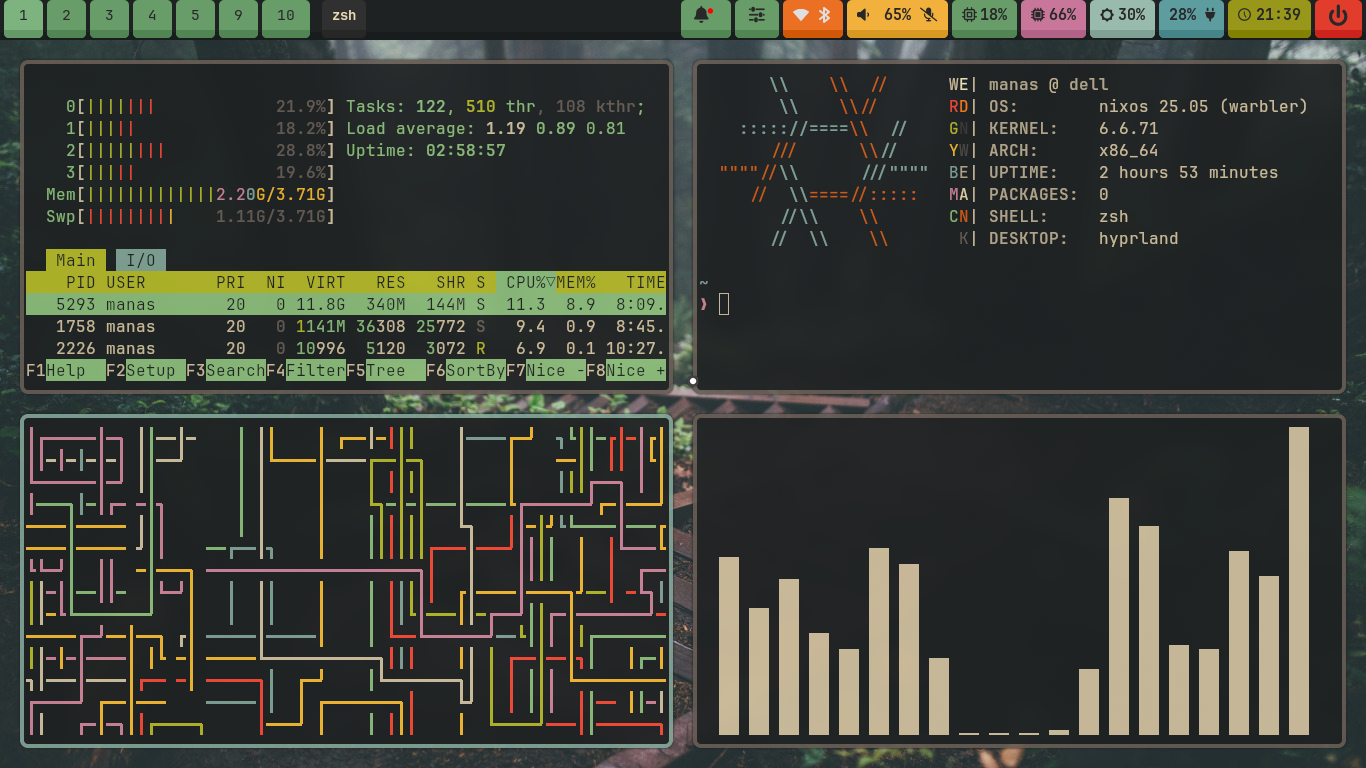 1 2 3 4 5 9 10 zsh 65% 18% 66% 30% 28% 21:39
0[||||||| 21.9%] Tasks: 122, 510 thr, 108 kthr;
1[||||| 18.2%] Load average: 1.19 0.89 0.81
2[|||||||| 28.8%] Uptime: 02:58:57
3[||||| 19.6%]
Mem[|||||||||||||2.20G/3.71G]
Swp[||||||||| 1.11G/3.71G]
Main I/O
PID USER PRI NI VIRT RES SHR S CPU%▽MEM% TIME
5293 manas 20 0 11.8G 340M 144M S 11.3 8.9 8:09.
1758 manas 20 0 1141M 36308 25772 S 9.4 0.9 8:45.
2226 manas 20 0 10996 5120 3072 R 6.9 0.1 10:27.
F1Help F2Setup F3SearchF4FilterF5Tree F6SortByF7Nice -F8Nice +
\\ \\ // WE| manas @ dell
\\ \\// RD| OS: nixos 25.05 (warbler)
:::::://====\\ // GN| KERNEL: 6.6.71
/// \\// YW| ARCH: x86_64
""""//\\ ///"""" BE| UPTIME: 2 hours 53 minutes
// \\====//::::: MA| PACKAGES: 0
//\\ \\ CN| SHELL: zsh
// \\ \\ K| DESKTOP: hyprland
~
❱